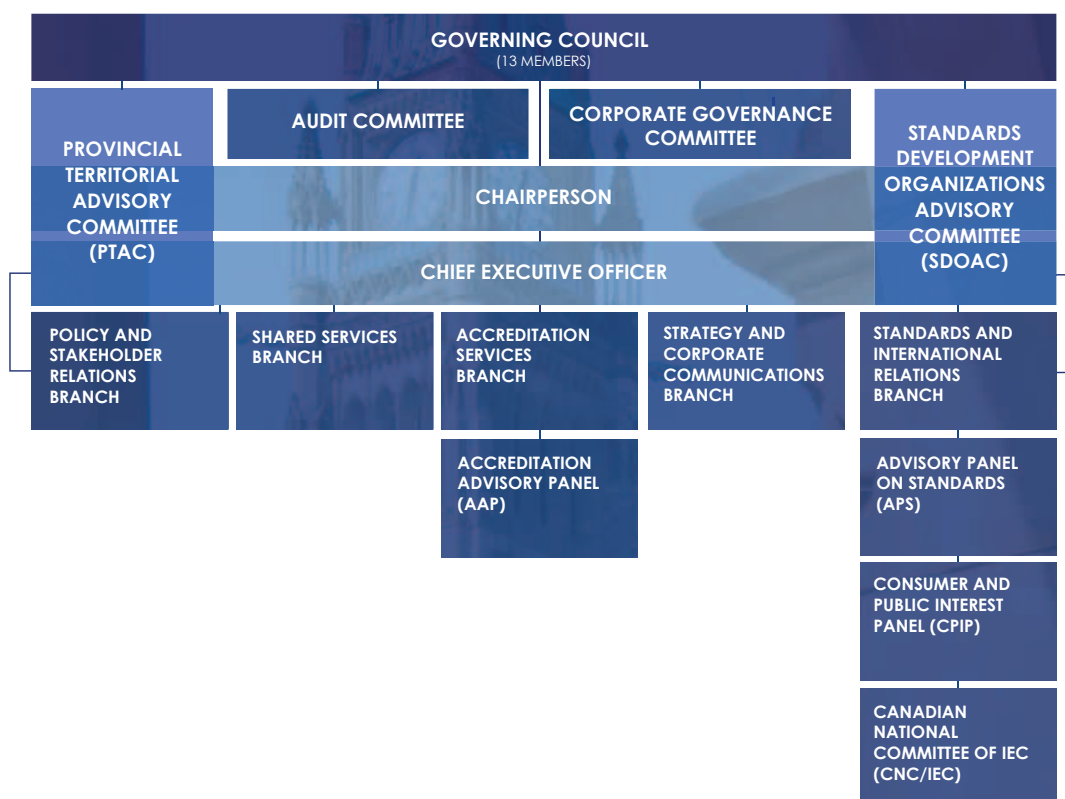 GOVERNING COUNCIL
(13 MEMBERS)
PROVINCIAL
TERRITORIAL
ADVISORY
COMMITTEE
(PTAC)
AUDIT COMMITTEE
CORPORATE GOVERNANCE
COMMITTEE
STANDARDS
DEVELOPMENT
ORGANIZATIONS
ADVISORY
COMMITTEE
(SDOAC)
CHAIRPERSON
CHIEF EXECUTIVE OFFICER
POLICY AND
STAKEHOLDER
RELATIONS
BRANCH
SHARED SERVICES
BRANCH
ACCREDITATION
SERVICES
BRANCH
STRATEGY AND
CORPORATE
COMMUNICATIONS
BRANCH
STANDARDS AND
INTERNATIONAL
RELATIONS
BRANCH
ACCREDITATION
ADVISORY PANEL
(AAP)
ADVISORY PANEL
ON STANDARDS
(APS)
CONSUMER AND
PUBLIC INTEREST
PANEL (CPIP)
CANADIAN
NATIONAL
COMMITTEE OF IEC
(CNC/IEC)